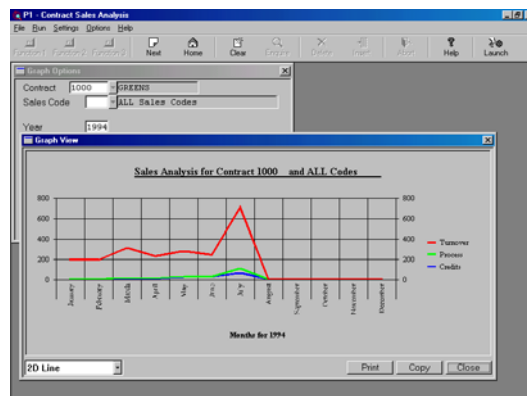 P1 - Contract Sales Analysis
File Run Settings Options Help
Function1 Function2 Function3 Next Home Clear Enquire Delete Insert Abort Help Launch
Graph Options
Contract 1000 GREENS
Sales Code ALL Sales Codes
Year 1994
Graph View
Sales Analysis for Contract 1000 and ALL Codes
800 800
600 600
400 400
200 200
0 0
Turnover
Process
Credits
January February March April May June July August September October November December
Months for 1994
2D Line Print Copy Close